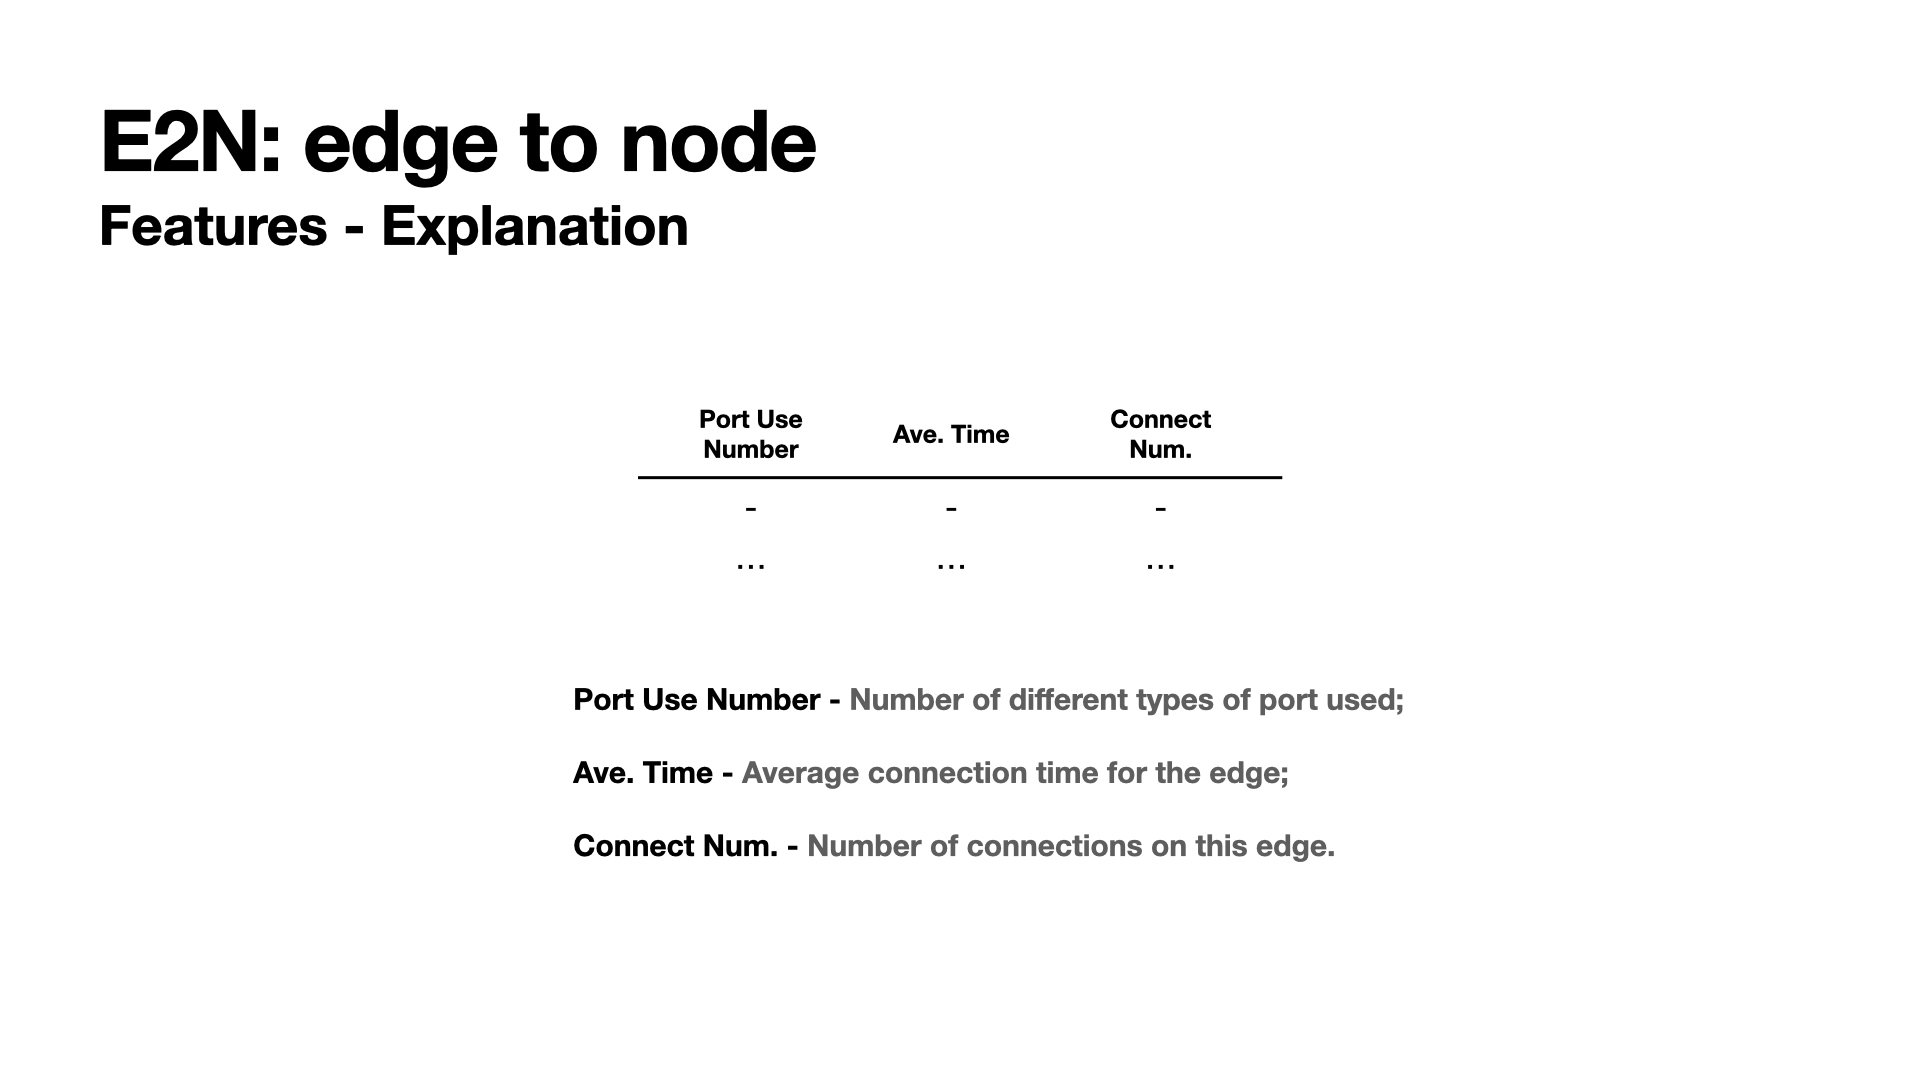 E2N: edge to node
Features - Explanation
Port Use
Number
Ave. Time
Connect
Num.
- - -
... ... ...
Port Use Number - Number of different types of port used;
Ave. Time - Average connection time for the edge;
Connect Num. - Number of connections on this edge.